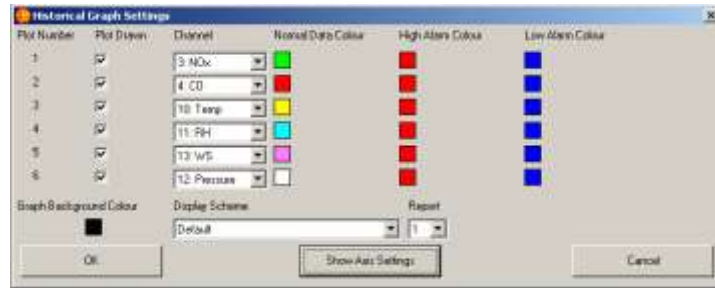 Historical Graph Settings
Plot Number Plot Drawn Channel Normal Data Colour High Alarm Colour Low Alarm Colour
1 3: NOx
2 4: CO
3 10: Temp
4 11: RH
5 13: WS
6 12: Pressure
Graph Background Colour Display Scheme Report
Default 1
OK Show Axis Settings Cancel